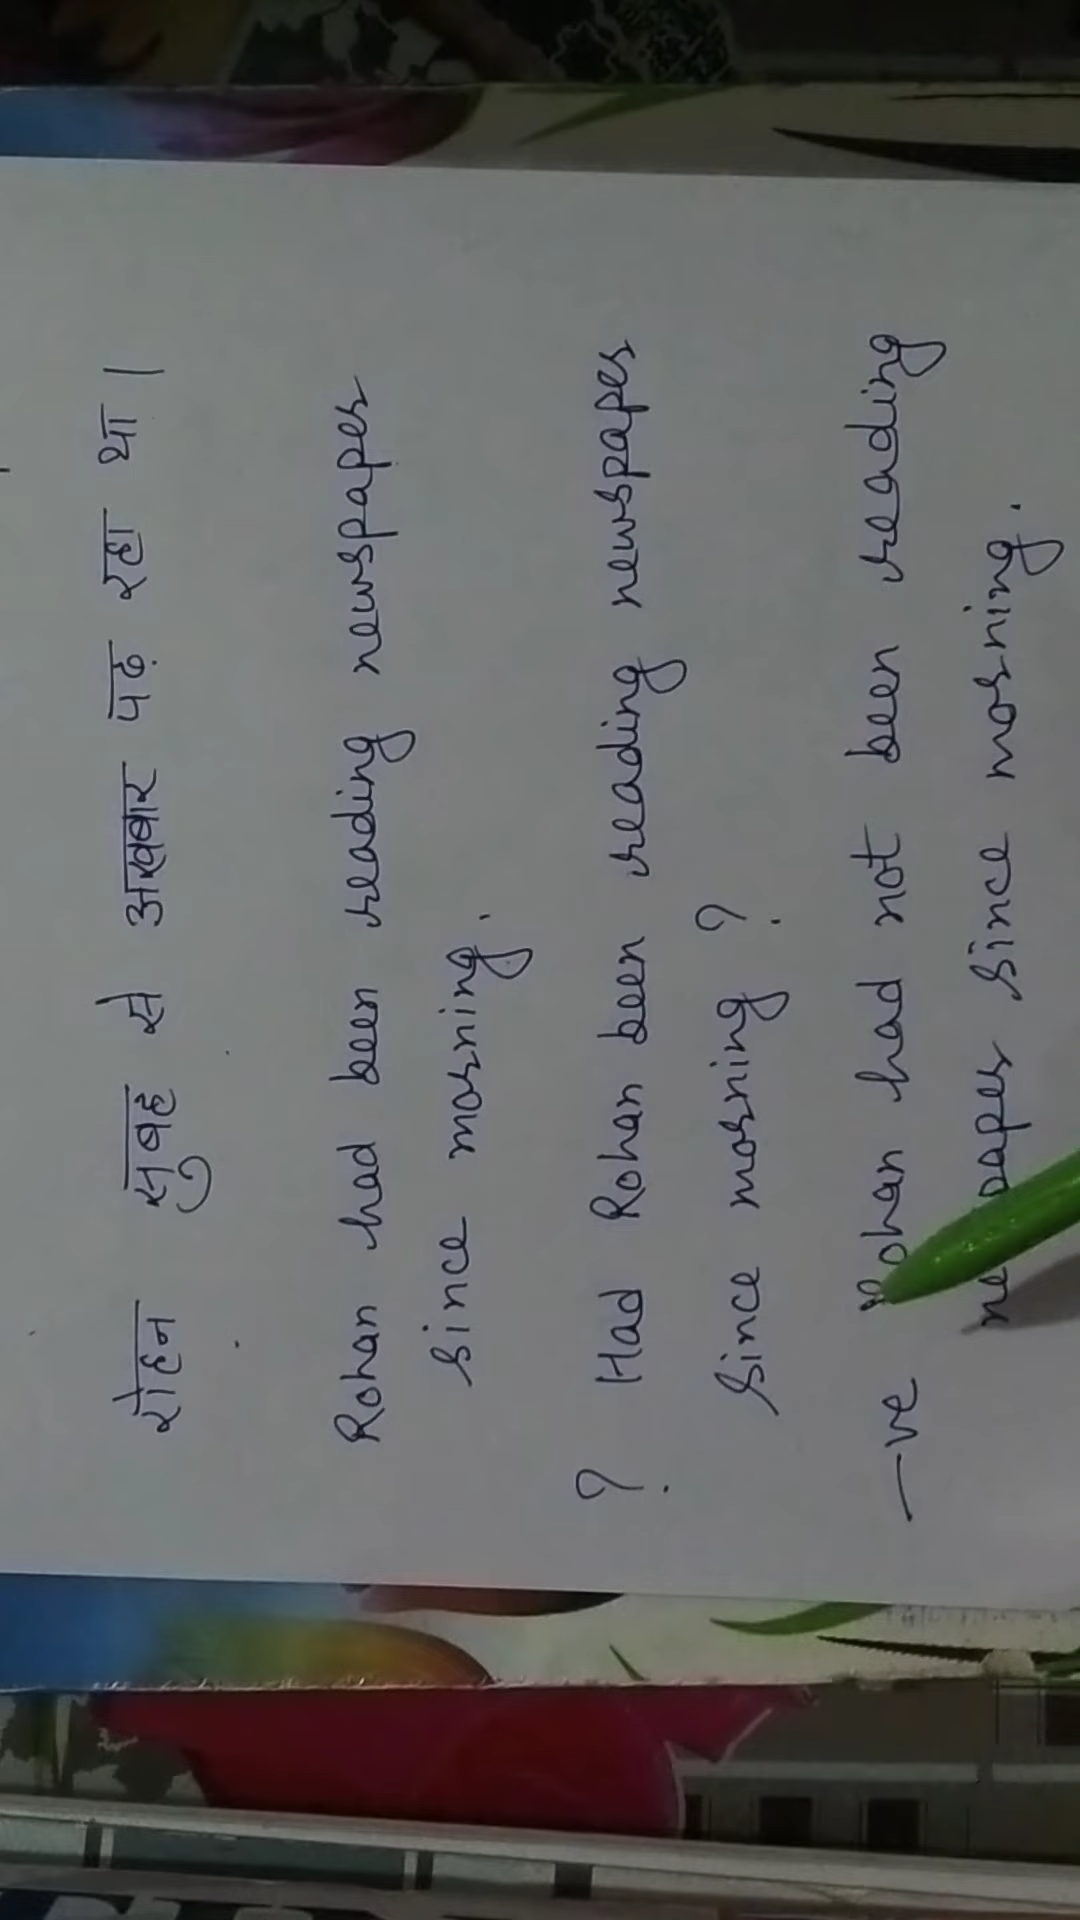 रोहन सुबह से अखबार पढ़ रहा था।
Rohan had been reading newspaper
since morning.
? Had Rohan been reading newspaper
since morning ?
-ve Rohan had not been reading
since morning.